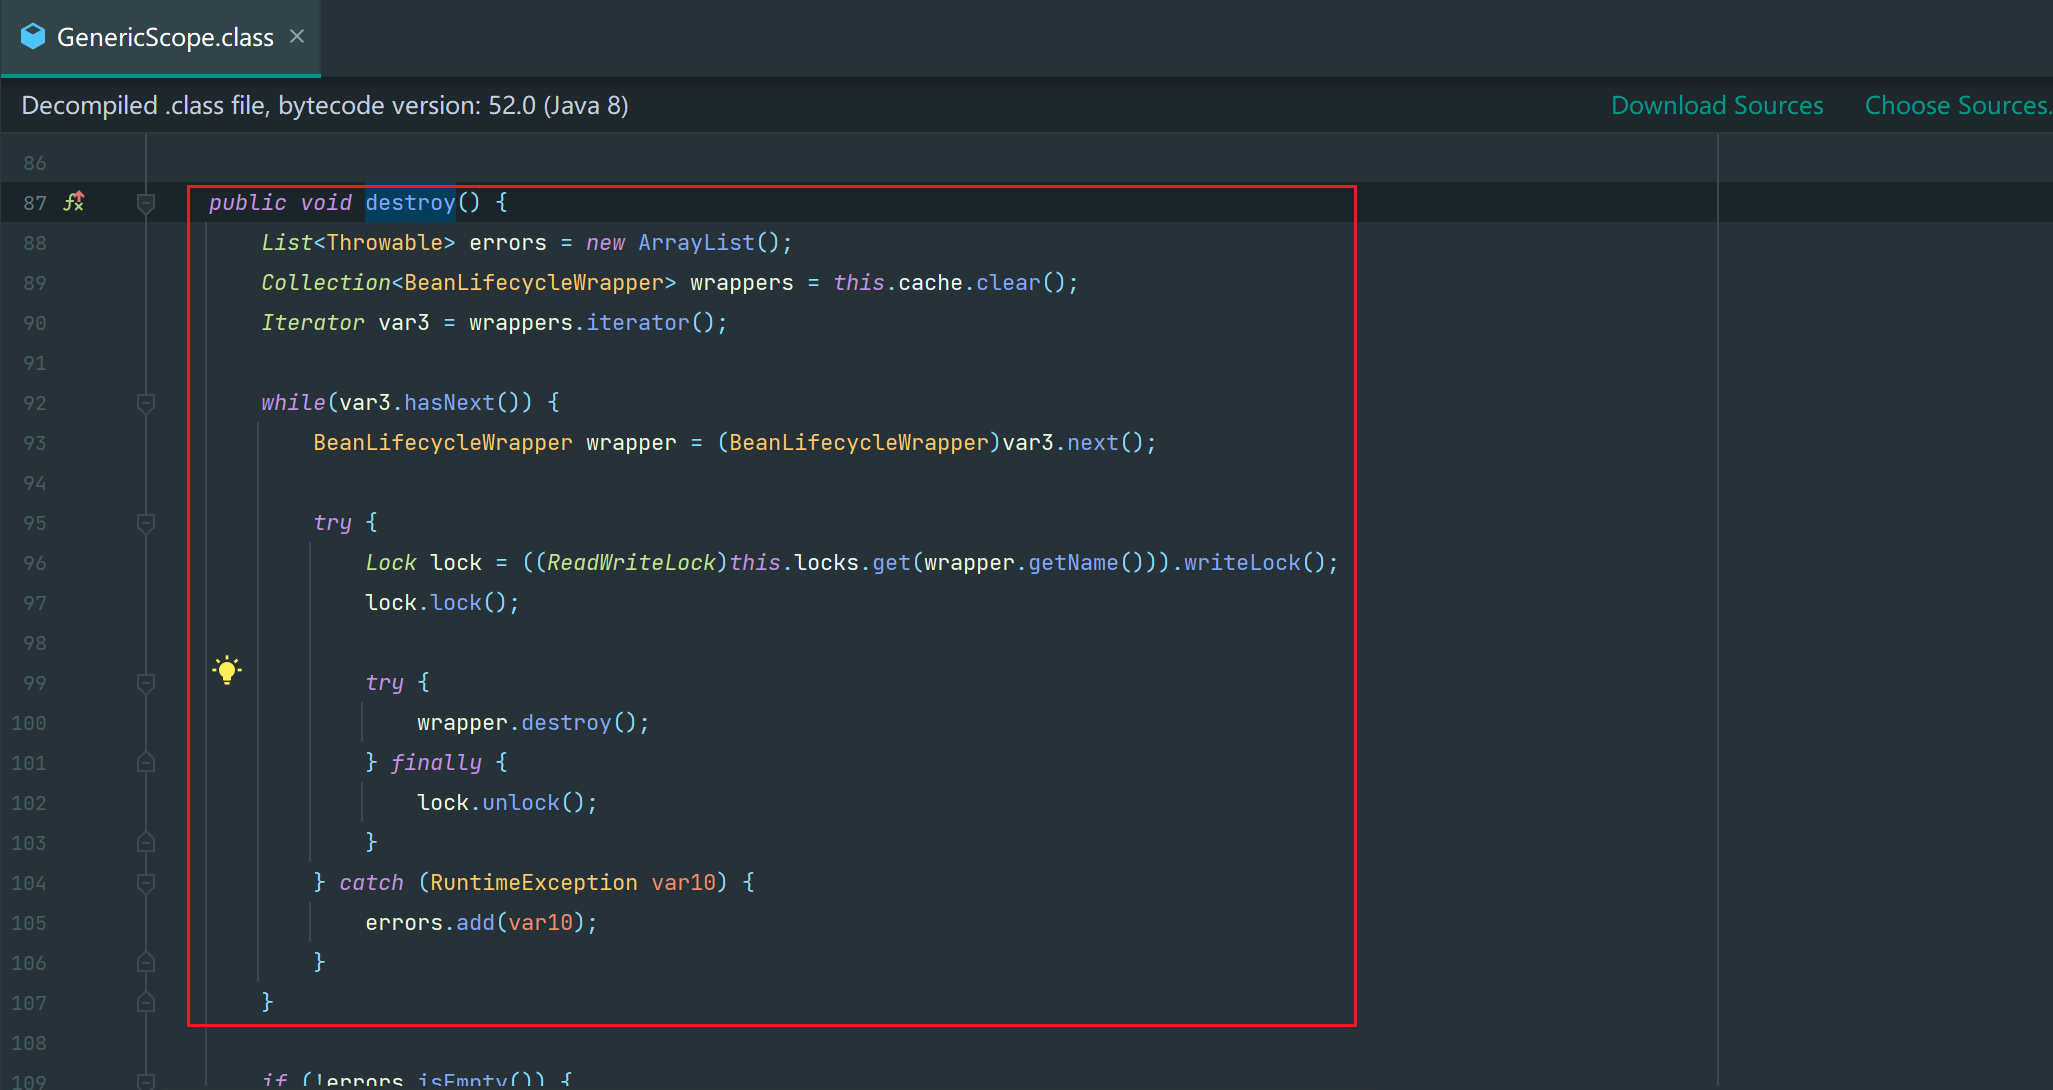 GenericScope.class
Decompiled .class file, bytecode version: 52.0 (Java 8)
Download Sources
Choose Sources.
86
87 public void destroy() {
88 List<Throwable> errors = new ArrayList();
89 Collection<BeanLifecycleWrapper> wrappers = this.cache.clear();
90 Iterator var3 = wrappers.iterator();
91
92 while(var3.hasNext()) {
93 BeanLifecycleWrapper wrapper = (BeanLifecycleWrapper)var3.next();
94
95 try {
96 Lock lock = ((ReadWriteLock)this.locks.get(wrapper.getName())).writeLock();
97 lock.lock();
98
99 try {
100 wrapper.destroy();
101 } finally {
102 lock.unlock();
103 }
104 } catch (RuntimeException var10) {
105 errors.add(var10);
106 }
107 }
108
109 if (!errors.isEmpty()) {